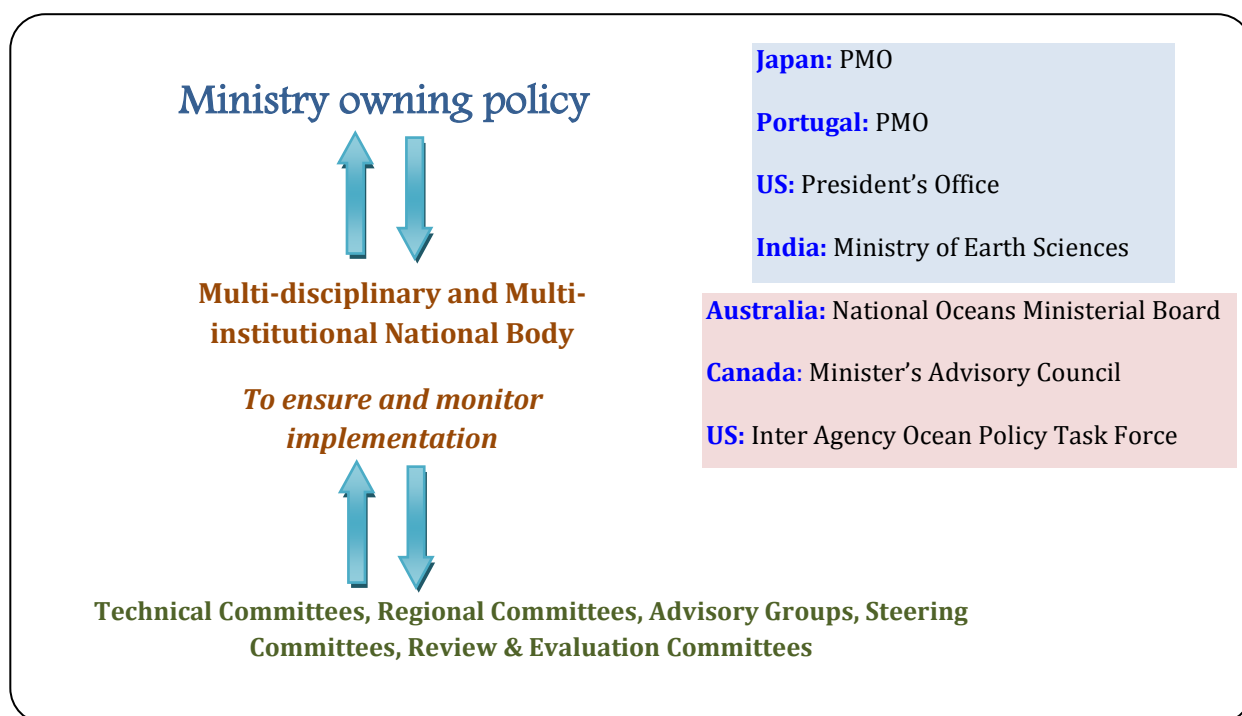 Ministry owning policy
Multi-disciplinary and Multi-
institutional National Body
To ensure and monitor
implementation
Technical Committees, Regional Committees, Advisory Groups, Steering
Committees, Review & Evaluation Committees
Japan: PMO
Portugal: PMO
US: President’s Office
India: Ministry of Earth Sciences
Australia: National Oceans Ministerial Board
Canada: Minister’s Advisory Council
US: Inter Agency Ocean Policy Task Force